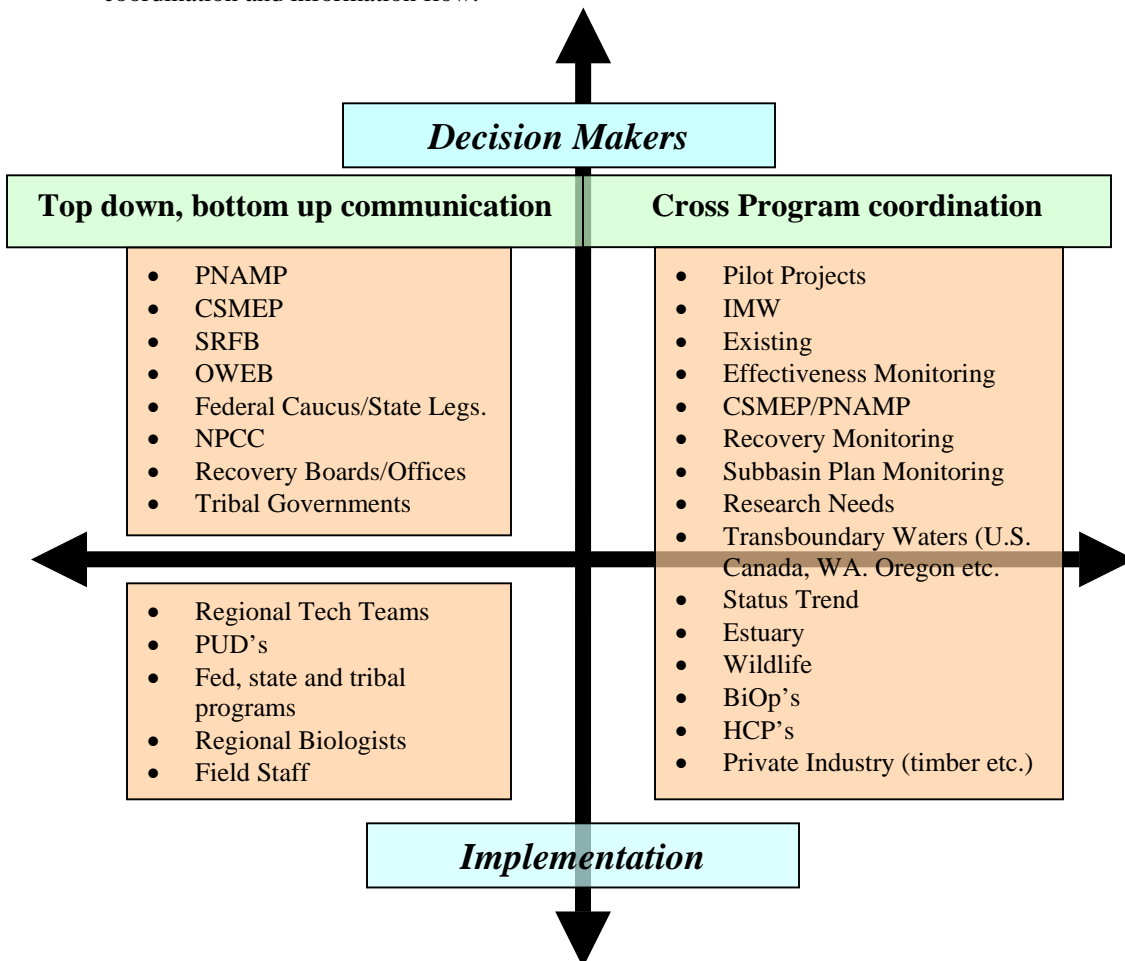 coordination and information flow.
Decision Makers
Top down, bottom up communication
Cross Program coordination
• PNAMP
• CSMEP
• SRFB
• OWEB
• Federal Caucus/State Legs.
• NPCC
• Recovery Boards/Offices
• Tribal Governments
• Regional Tech Teams
• PUD’s
• Fed, state and tribal
programs
• Regional Biologists
• Field Staff
• Pilot Projects
• IMW
• Existing
• Effectiveness Monitoring
• CSMEP/PNAMP
• Recovery Monitoring
• Subbasin Plan Monitoring
• Research Needs
• Transboundary Waters (U.S.
Canada, WA. Oregon etc.
• Status Trend
• Estuary
• Wildlife
• BiOp’s
• HCP’s
• Private Industry (timber etc.)
Implementation